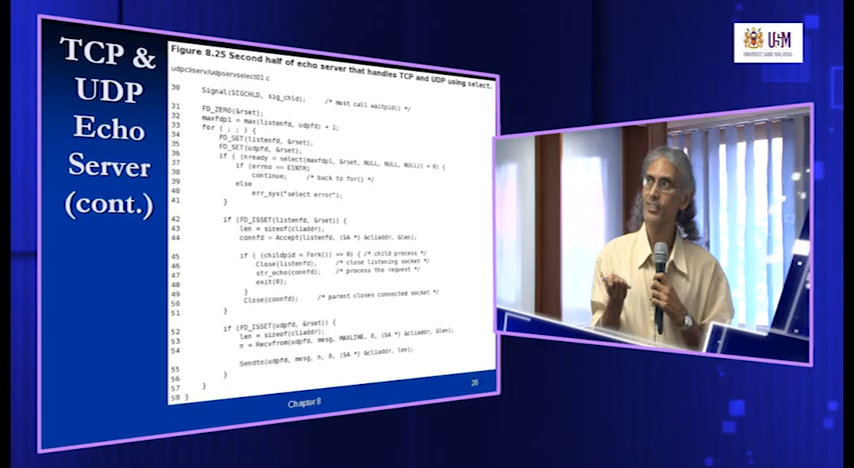 TCP &
UDP
Echo
Server
(cont.)
Figure 8.25 Second half of echo server that handles TCP and UDP using select.
udpcliserv/udpservselect01.c
30 Signal(SIGCHLD, sig_chld); /* must call waitpid() */
31 FD_ZERO(&rset);
32 maxfdp1 = max(listenfd, udpfd) + 1;
33 for ( ; ; ) {
34 FD_SET(listenfd, &rset);
35 FD_SET(udpfd, &rset);
36 if ( (nready = select(maxfdp1, &rset, NULL, NULL, NULL)) < 0) {
37 if (errno == EINTR)
38 continue; /* back to for() */
39 else
40 err_sys("select error");
41 }
42 if (FD_ISSET(listenfd, &rset)) {
43 len = sizeof(cliaddr);
44 connfd = Accept(listenfd, (SA *) &cliaddr, &len);
45 if ( (childpid = Fork()) == 0) { /* child process */
46 Close(listenfd); /* close listening socket */
47 str_echo(connfd); /* process the request */
48 exit(0);
49 }
50 Close(connfd); /* parent closes connected socket */
51 }
52 if (FD_ISSET(udpfd, &rset)) {
53 len = sizeof(cliaddr);
54 n = Recvfrom(udpfd, mesg, MAXLINE, 0, (SA *) &cliaddr, &len);
55 Sendto(udpfd, mesg, n, 0, (SA *) &cliaddr, len);
56 }
57 }
58 }
Chapter 8
26
USM
UNIVERSITI SAINS MALAYSIA